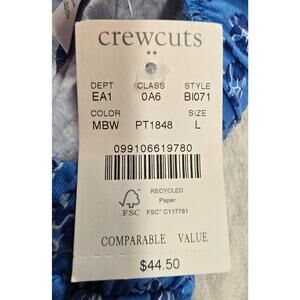 crewcuts
DEPT CLASS STYLE
EA1 0A6 BI071
COLOR SIZE
MBW PT1848 L
099106619780
RECYCLED
Paper
FSC FSC® C117781
COMPARABLE VALUE
$44.50